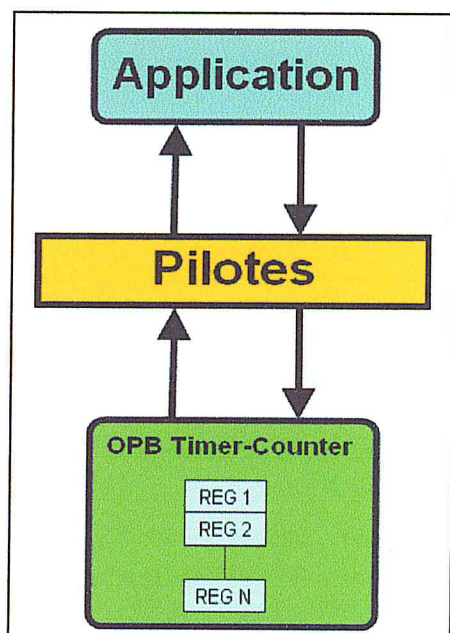 Application
Pilotes
OPB Timer-Counter
REG 1
REG 2
REG N